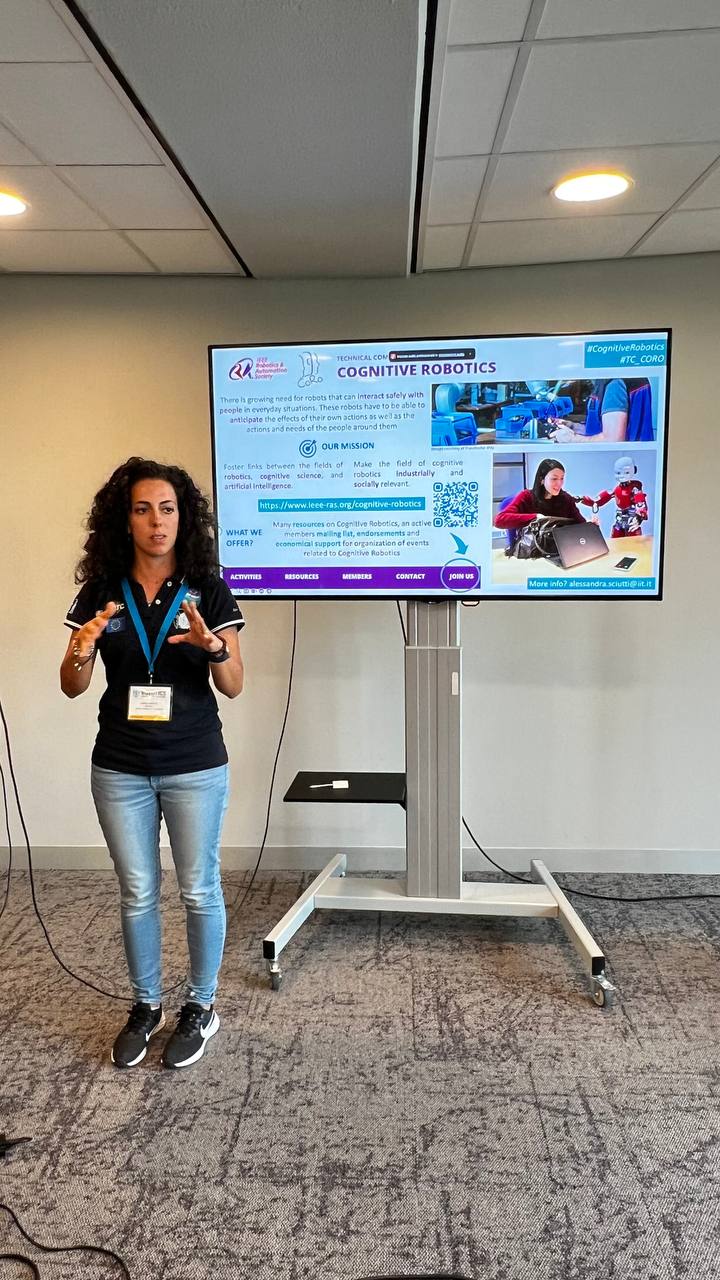 IEEE
Robotics &
Automation
Society
TECHNICAL COM
COGNITIVE ROBOTICS
#CognitiveRobotics
#TC_CORO
There is growing need for robots that can interact safely with
people in everyday situations. These robots have to be able to
anticipate the effects of their own actions as well as the
actions and needs of the people around them
OUR MISSION
Foster links between the fields of
robotics, cognitive science, and
artificial intelligence.
Make the field of cognitive
robotics industrially and
socially relevant.
https://www.ieee-ras.org/cognitive-robotics
WHAT WE
OFFER?
Many resources on Cognitive Robotics, an active
members mailing list, endorsements and
economical support for organization of events
related to Cognitive Robotics
ACTIVITIES RESOURCES MEMBERS CONTACT JOIN US
More info? alessandra.sciutti@iit.it